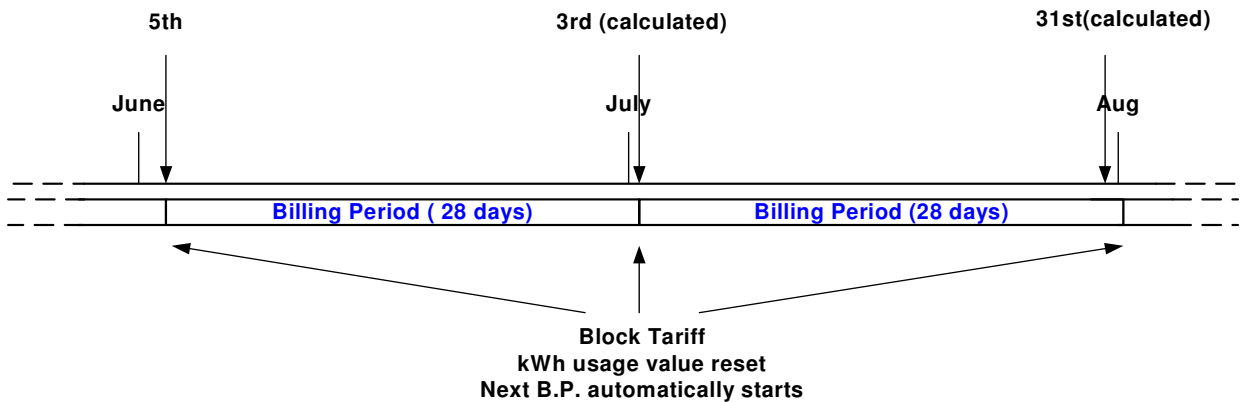 5th
3rd (calculated)
31st(calculated)
June
July
Aug
Billing Period ( 28 days)
Billing Period (28 days)
Block Tariff
kWh usage value reset
Next B.P. automatically starts